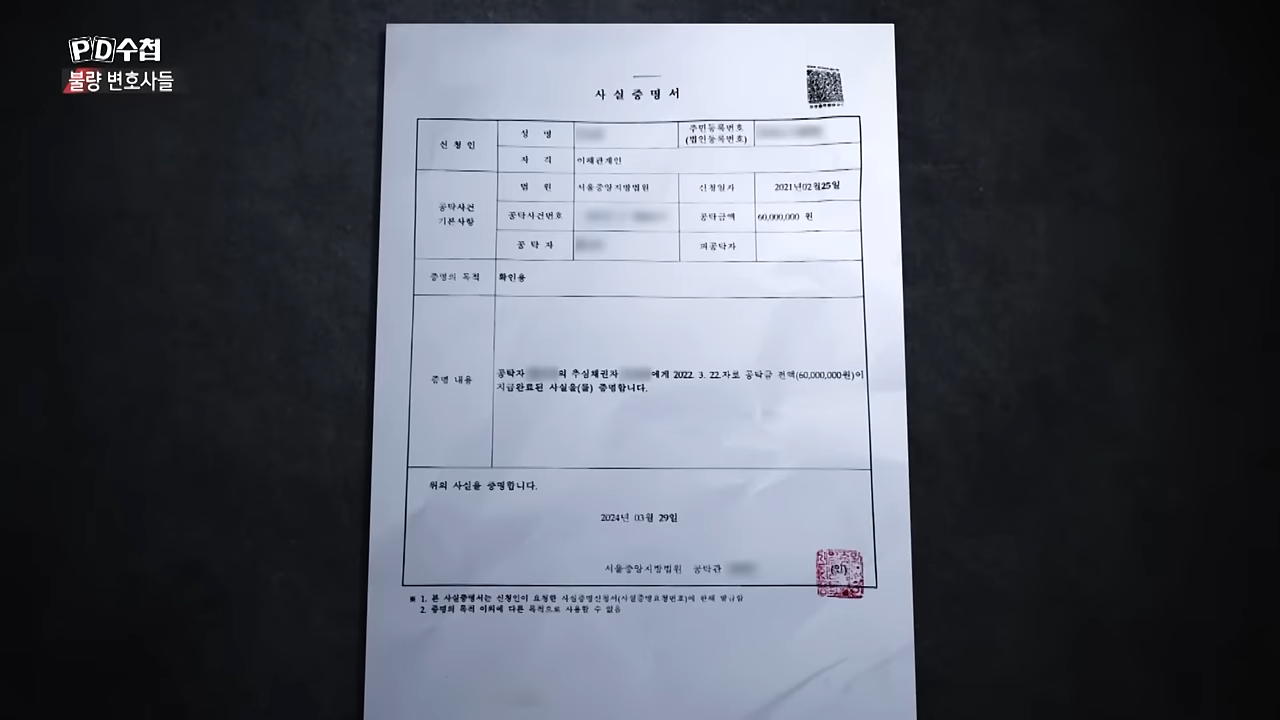 PD수첩
불량 변호사들
사실증명서
신청인
성 명
주민등록번호
(법인등록번호)
자 격
이해관계인
공탁사건
기본사항
법 원
서울중앙지방법원
신청일자
2021년02월25일
공탁사건번호
공탁금액
60,000,000 원
공 탁 자
피공탁자
증명의 목적
확인용
증명 내용
공탁자 의 추심채권자 에게 2022. 3. 22.자로 공탁금 전액(60,000,000원)이
지급완료된 사실을(를) 증명합니다.
위의 사실을 증명합니다.
2024년 03월 29일
서울중앙지방법원 공탁관
(인)
※ 1. 본 사실증명서는 신청인이 요청한 사실증명신청서(사실증명요청번호)에 한해 발급함
2. 증명의 목적 이외에 다른 목적으로 사용할 수 없음